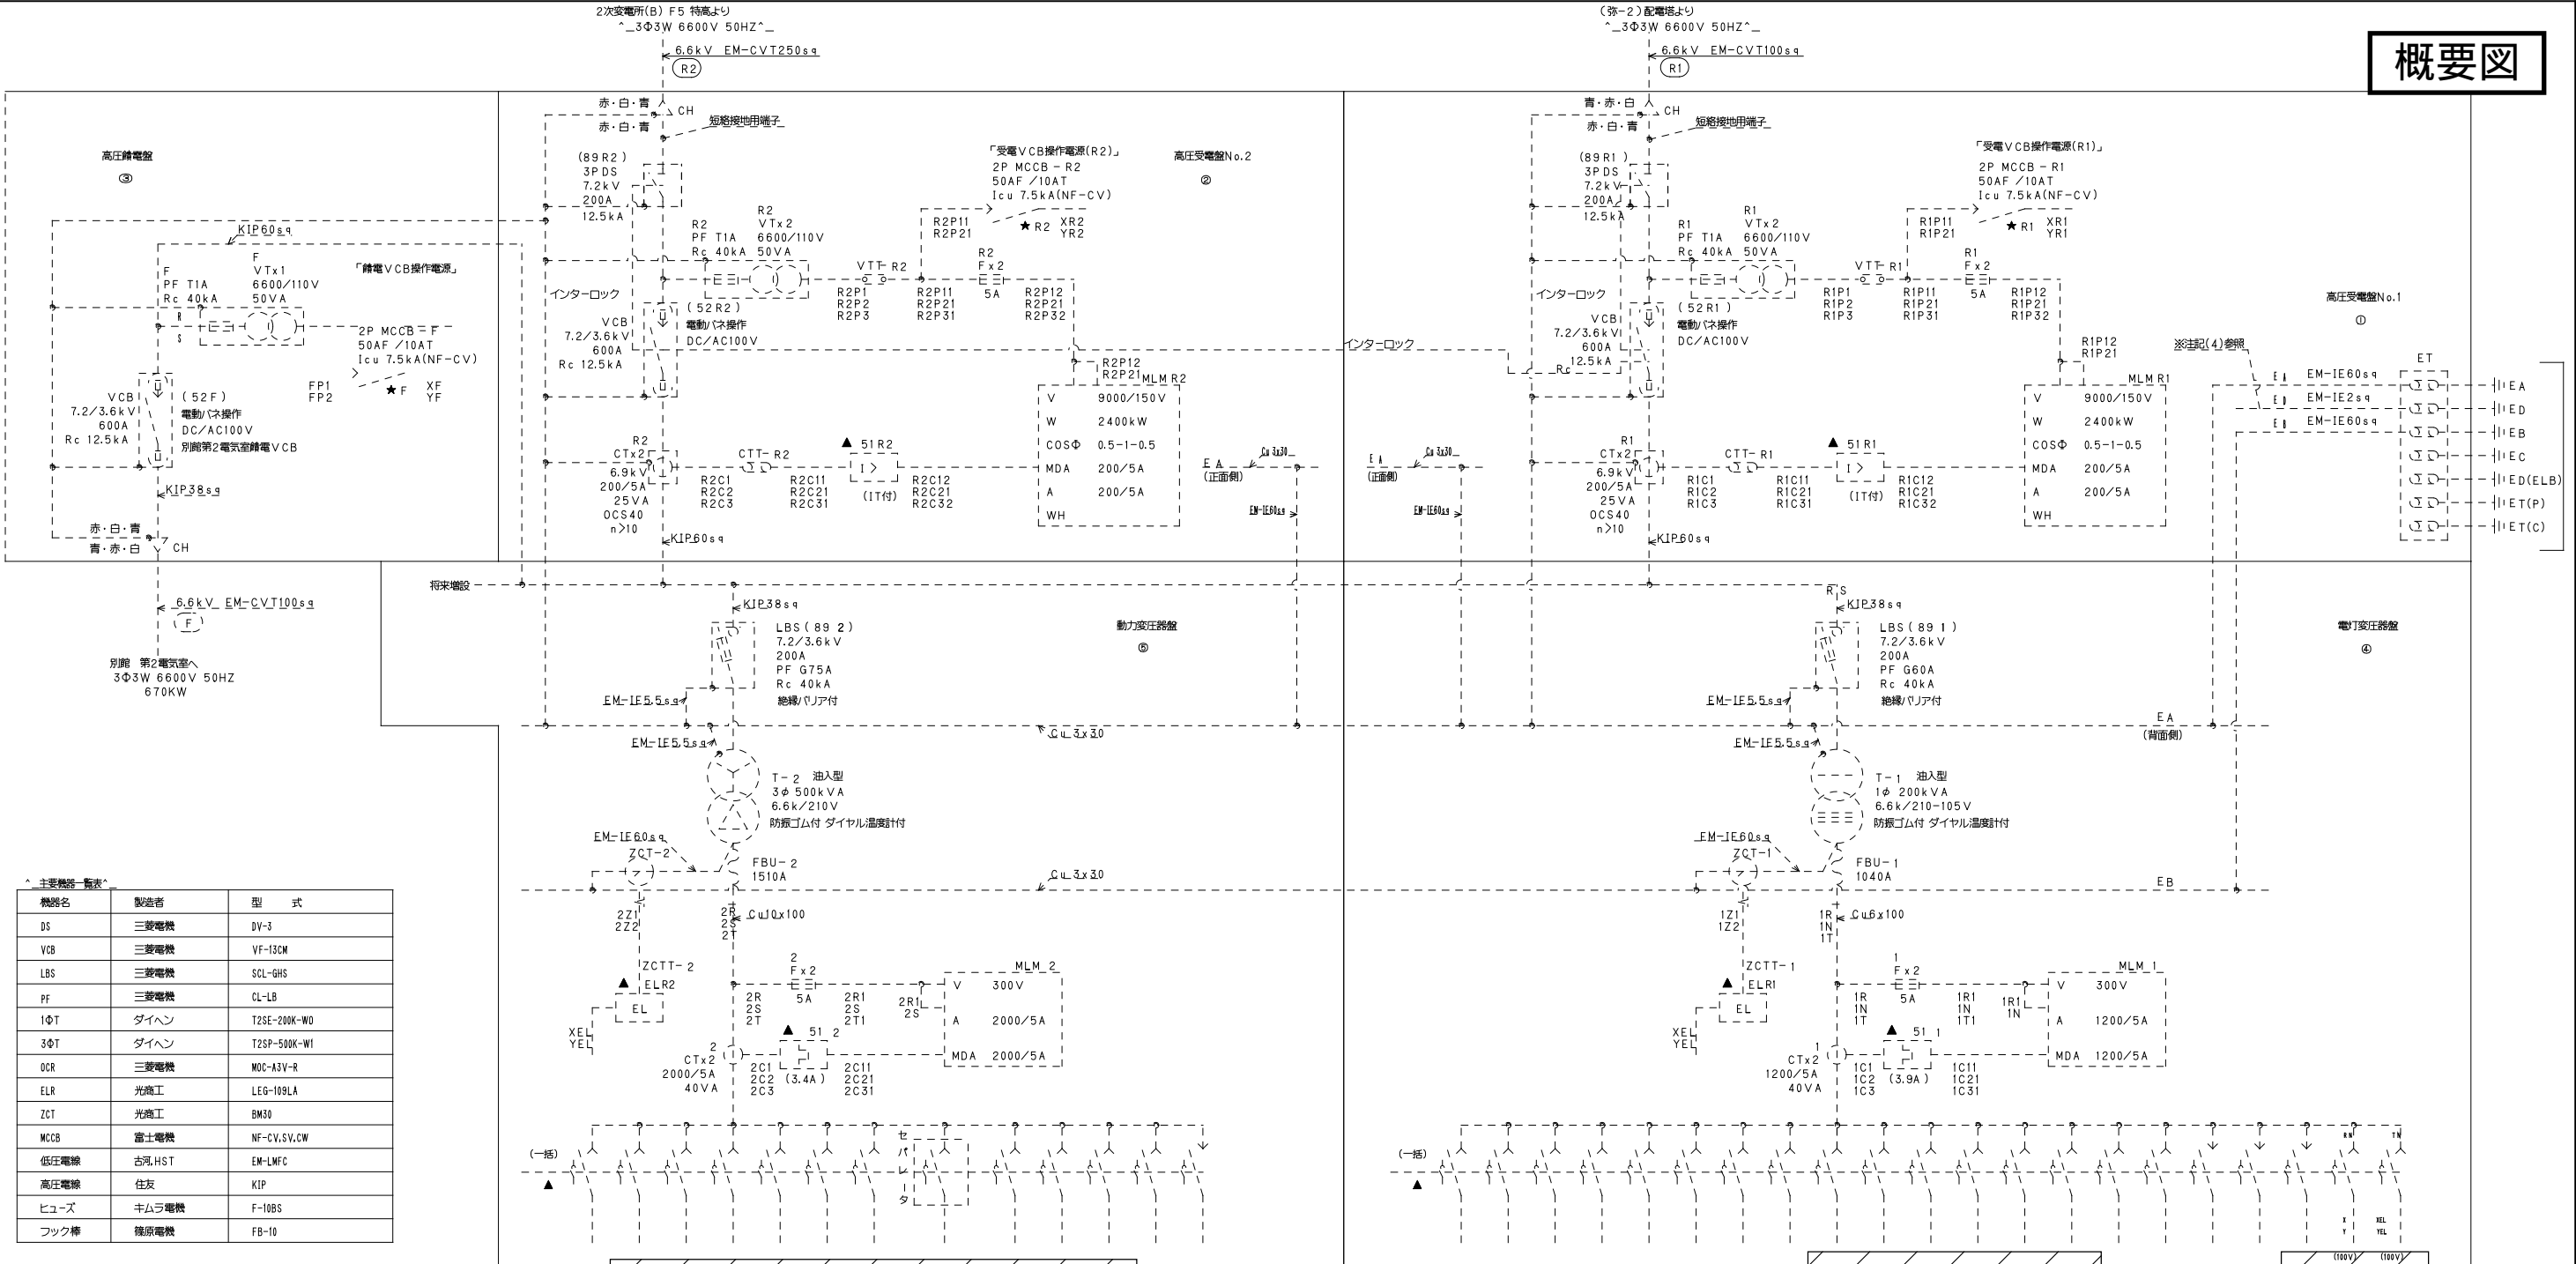 概要図
2次変電所(B) F5 特高より
^_3Φ3W 6600V 50HZ^_
6.6kV EM-CVT250sq
R2
(弥-2)配電塔より
^_3Φ3W 6600V 50HZ^_
6.6kV EM-CVT100sq
R1
高圧饋電盤
③
KIP60sq
F
PF T1A
Rc 40kA
F
VTx1
6600/110V
50VA
「饋電VCB操作電源」
R
S
2P MCCB-F
50AF /10AT
Icu 7.5kA(NF-CV)
FP1
FP2
★F
XF
YF
VCB
7.2/3.6kV
600A
Rc 12.5kA
(52F)
電動バネ操作
DC/AC100V
別館第2電気室饋電VCB
KIP38sq
赤・白・青
青・赤・白
CH
6.6kV EM-CVT100sq
F
別館 第2電気室へ
3Φ3W 6600V 50HZ
670KW
赤・白・青
CH
赤・白・青
短絡接地用端子
高圧受電盤No.2
②
(89R2)
3PDS
7.2kV
200A
12.5kA
「受電VCB操作電源(R2)」
2P MCCB-R2
50AF /10AT
Icu 7.5kA(NF-CV)
R2P11
R2P21
★R2
XR2
YR2
R2
PF T1A
Rc 40kA
R2
VTx2
6600/110V
50VA
VTT-R2
R2
Fx2
5A
R2P1
R2P2
R2P3
R2P11
R2P21
R2P31
R2P12
R2P21
R2P32
インターロック
VCB
7.2/3.6kV
600A
Rc 12.5kA
(52R2)
電動バネ操作
DC/AC100V
R2P12
R2P21
MLM R2
V 9000/150V
W 2400kW
COSΦ 0.5-1-0.5
MDA 200/5A
A 200/5A
WH
R2
CTx2
6.9kV
200/5A
25VA
OCS40
n>10
CTT-R2
▲ 51R2
I>
(IT付)
R2C1
R2C2
R2C3
R2C11
R2C21
R2C31
R2C12
R2C21
R2C32
KIP60sq
EA
(正面側)
Cu 3x30
EM-IE60sq
青・赤・白
CH
赤・白・青
短絡接地用端子
(89R1)
3PDS
7.2kV
200A
12.5kA
「受電VCB操作電源(R1)」
2P MCCB-R1
50AF /10AT
Icu 7.5kA(NF-CV)
R1P11
R1P21
★R1
XR1
YR1
R1
PF T1A
Rc 40kA
R1
VTx2
6600/110V
50VA
VTT-R1
R1
Fx2
5A
R1P1
R1P2
R1P3
R1P11
R1P21
R1P31
R1P12
R1P21
R1P32
インターロック
インターロック
VCB
7.2/3.6kV
600A
12.5kA
Rc
(52R1)
電動バネ操作
DC/AC100V
高圧受電盤No.1
①
R1P12
R1P21
MLM R1
V 9000/150V
W 2400kW
COSΦ 0.5-1-0.5
MDA 200/5A
A 200/5A
WH
EA
(正面側)
Cu 3x30
EM-IE60sq
R1
CTx2
6.9kV
200/5A
25VA
OCS40
n>10
CTT-R1
▲ 51R1
I>
(IT付)
R1C1
R1C2
R1C3
R1C11
R1C21
R1C31
R1C12
R1C21
R1C32
KIP60sq
※注記(4)参照
ET
EA EM-IE60sq EA
ED EM-IE2sq ED
EB EM-IE60sq EB
EC
ED(ELB)
ET(P)
ET(C)
将来増設
KIP38sq
LBS(89 2)
7.2/3.6kV
200A
PF G75A
Rc 40kA
絶縁バリア付
EM-IE5.5sq
EM-IE5.5sq
動力変圧器盤
⑤
Cu 3x30
T-2 油入型
3φ 500kVA
6.6k/210V
防振ゴム付 ダイヤル温度計付
EM-IE60sq
ZCT-2
FBU-2
1510A
Cu 3x30
2Z1
2Z2
2R
2S
2T
Cu10x100
ZCTT-2
▲ ELR2
EL
XEL
YEL
2
Fx2
5A
2R
2S
2T
2R1
2S
2T1
2R1
2S
MLM 2
V 300V
A 2000/5A
MDA 2000/5A
▲ 51 2
(3.4A)
2
CTx2
2000/5A
40VA
2C1
2C2
2C3
2C11
2C21
2C31
(一括)
▲
セパレータ
RS
KIP38sq
LBS(89 1)
7.2/3.6kV
200A
PF G60A
Rc 40kA
絶縁バリア付
EM-IE5.5sq
EM-IE5.5sq
電灯変圧器盤
④
EA
(背面側)
T-1 油入型
1φ 200kVA
6.6k/210-105V
防振ゴム付 ダイヤル温度計付
EM-IE60sq
ZCT-1
FBU-1
1040A
EB
1Z1
1Z2
1R
1N
1T
Cu6x100
ZCTT-1
▲ ELR1
EL
XEL
YEL
1
Fx2
5A
1R
1N
1T
1R1
1N
1T1
1R1
1N
MLM 1
V 300V
A 1200/5A
MDA 1200/5A
▲ 51 1
(3.9A)
1
CTx2
1200/5A
40VA
1C1
1C2
1C3
1C11
1C21
1C31
(一括)
▲
RN
TN
X
Y
XEL
YEL
(100V)
(100V)
^_主要機器一覧表^_
機器名 製造者 型 式
DS 三菱電機 DV-3
VCB 三菱電機 VF-13CM
LBS 三菱電機 SCL-GHS
PF 三菱電機 CL-LB
1ΦT ダイヘン T2SE-200K-W0
3ΦT ダイヘン T2SP-500K-W1
OCR 三菱電機 MOC-A3V-R
ELR 光商工 LEG-109LA
ZCT 光商工 BM30
MCCB 富士電機 NF-CV,SV,CW
低圧電線 古河,HST EM-LMFC
高圧電線 住友 KIP
ヒューズ キムラ電機 F-10BS
フック棒 篠原電機 FB-10